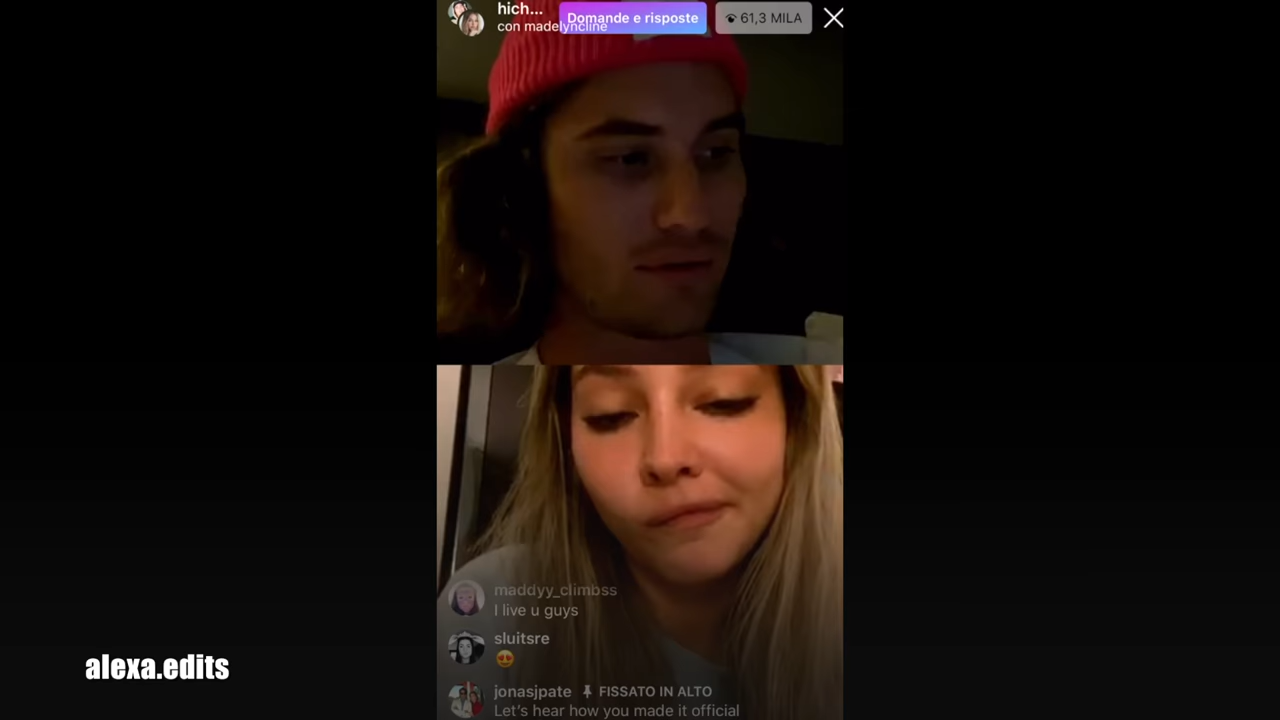 hich...
Domande e risposte
61,3 MILA
con madelyncline
maddyy_climbss
I live u guys
sluitsre
alexa.edits
jonasjpate FISSATO IN ALTO
Let's hear how you made it official